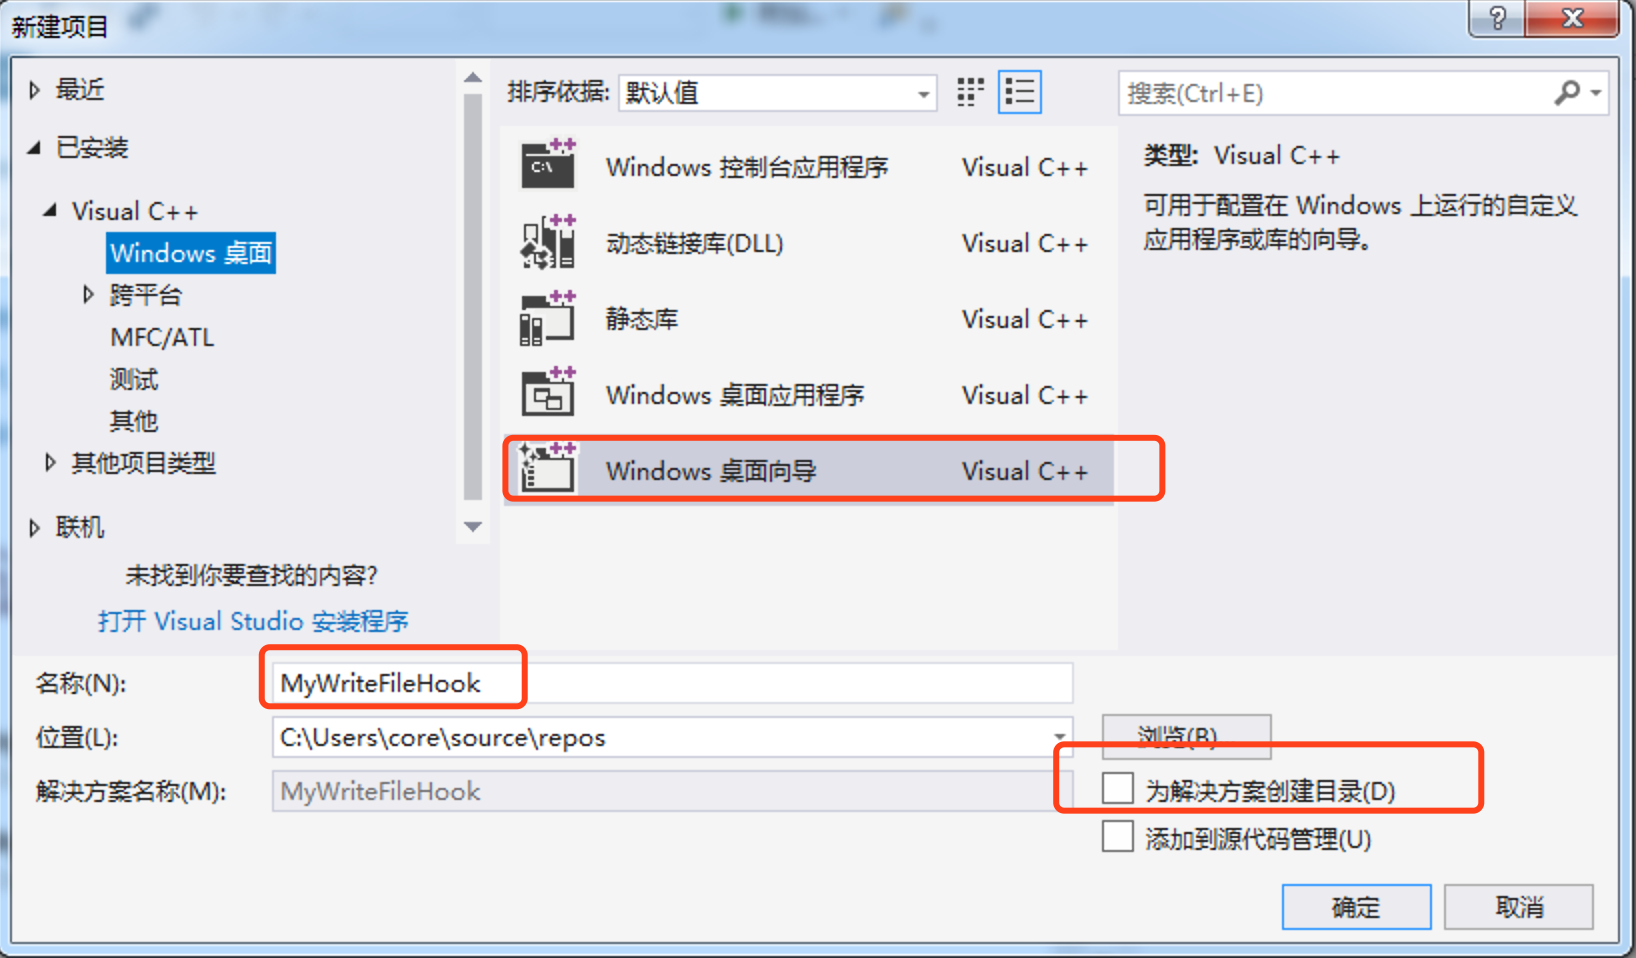 新建项目
最近
已安装
Visual C++
Windows 桌面
跨平台
MFC/ATL
测试
其他
其他项目类型
联机
未找到你要查找的内容?
打开 Visual Studio 安装程序
排序依据: 默认值
Windows 控制台应用程序 Visual C++
动态链接库(DLL) Visual C++
静态库 Visual C++
Windows 桌面应用程序 Visual C++
Windows 桌面向导 Visual C++
搜索(Ctrl+E)
类型: Visual C++
可用于配置在 Windows 上运行的自定义
应用程序或库的向导。
名称(N): MyWriteFileHook
位置(L): C:\Users\core\source\repos
浏览(B)...
解决方案名称(M): MyWriteFileHook
为解决方案创建目录(D)
添加到源代码管理(U)
确定 取消